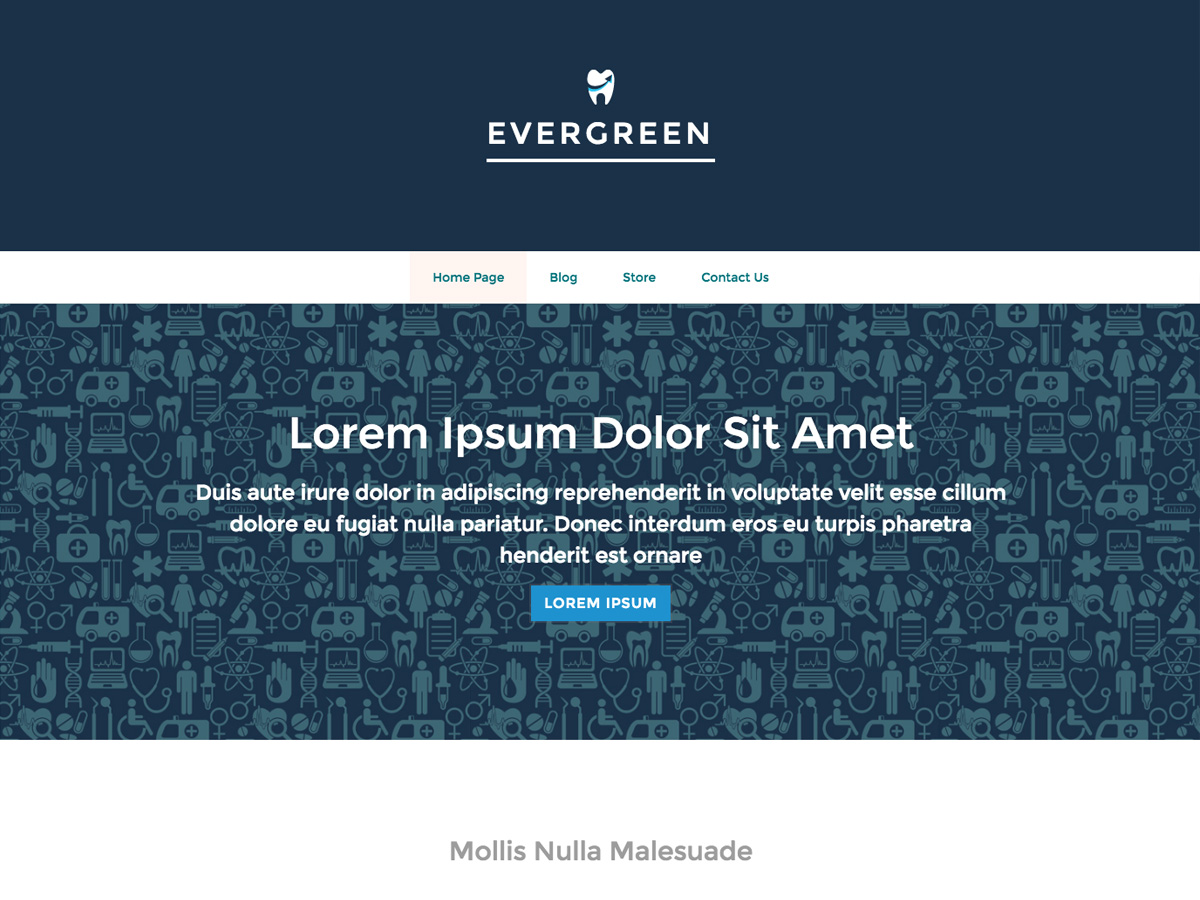 EVERGREEN
Home Page Blog Store Contact Us
Lorem Ipsum Dolor Sit Amet
Duis aute irure dolor in adipiscing reprehenderit in voluptate velit esse cillum
dolore eu fugiat nulla pariatur. Donec interdum eros eu turpis pharetra
henderit est ornare
LOREM IPSUM
Mollis Nulla Malesuade